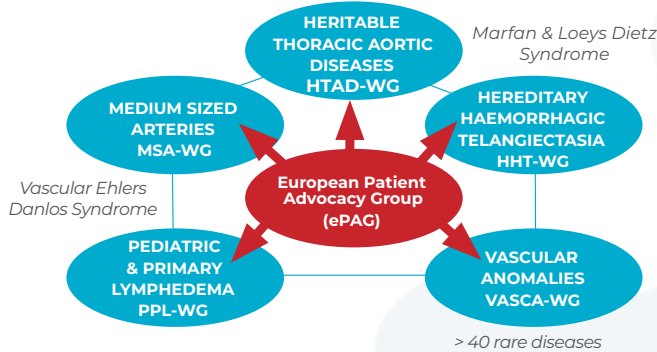 HERITABLE
THORACIC AORTIC
DISEASES
HTAD-WG
Marfan & Loeys Dietz
Syndrome
MEDIUM SIZED
ARTERIES
MSA-WG
HEREDITARY
HAEMORRHAGIC
TELANGIECTASIA
HHT-WG
European Patient
Advocacy Group
(ePAG)
Vascular Ehlers
Danlos Syndrome
PEDIATRIC
& PRIMARY
LYMPHEDEMA
PPL-WG
VASCULAR
ANOMALIES
VASCA-WG
> 40 rare diseases